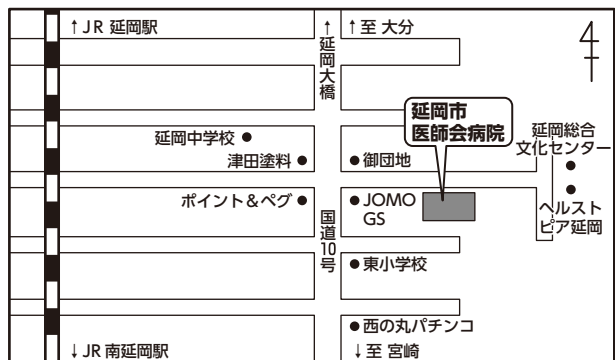 ↑JR 延岡駅
↑延岡大橋
↑至 大分
延岡市
医師会病院
延岡総合
文化センター
延岡中学校
津田塗料
御団地
ポイント＆ペグ
JOMO
GS
ヘルスト
ピア延岡
国道10号
東小学校
西の丸パチンコ
↓JR 南延岡駅
↓至 宮崎